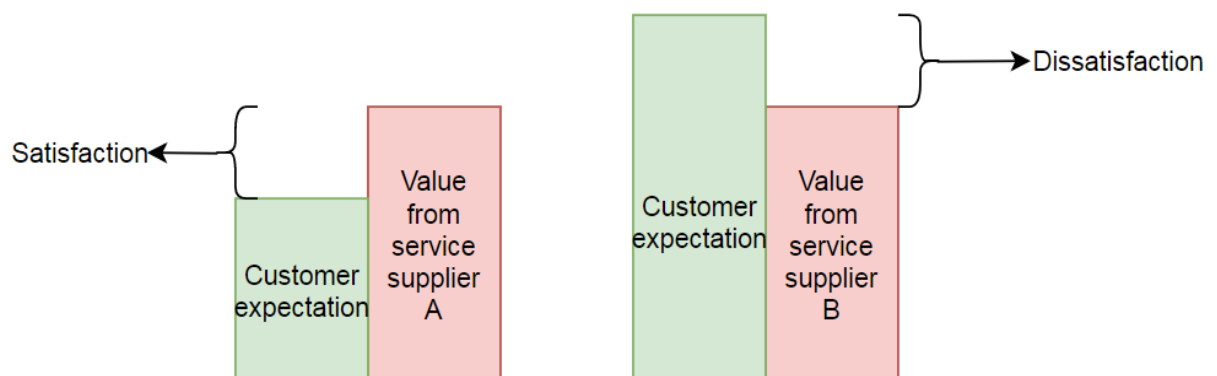 Satisfaction
Customer
expectation
Value
from
service
supplier
A
Customer
expectation
Value
from
service
supplier
B
Dissatisfaction